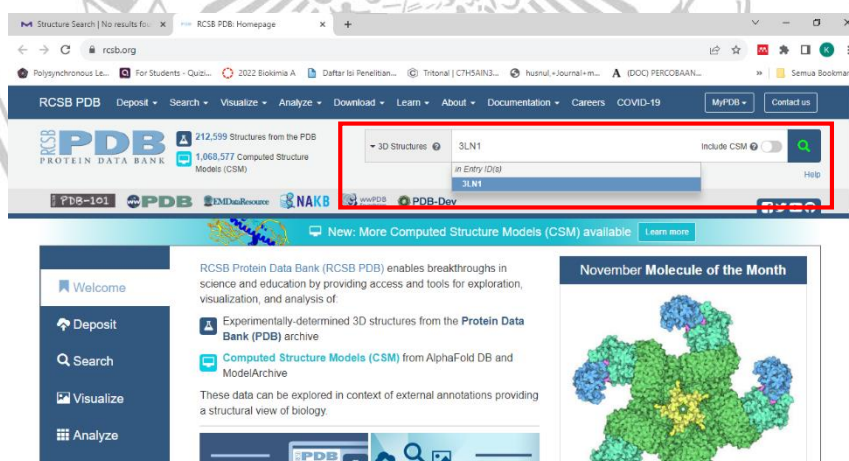 Structure Search | No results fou
RCSB PDB: Homepage
rcsb.org
Polysynchronous Le...
For Students - Quizi...
2022 Biokimia A
Daftar Isi Penelitian...
Tritonal | C7H5AIN3...
husnul,+Journal+m...
(DOC) PERCOBAAN...
Semua Bookmar
RCSB PDB Deposit Search Visualize Analyze Download Learn About Documentation Careers COVID-19 MyPDB Contact us
PDB
PROTEIN DATA BANK
212,599 Structures from the PDB
1,068,577 Computed Structure
Models (CSM)
3D Structures
3LN1
Include CSM
in Entry ID(s)
3LN1
Help
PDB-101
PDB
EMDataResource
NAKB
wwPDB
PDB-Dev
New: More Computed Structure Models (CSM) available Learn more
Welcome
Deposit
Search
Visualize
Analyze
RCSB Protein Data Bank (RCSB PDB) enables breakthroughs in
science and education by providing access and tools for exploration,
visualization, and analysis of:
Experimentally-determined 3D structures from the Protein Data
Bank (PDB) archive
Computed Structure Models (CSM) from AlphaFold DB and
ModelArchive
These data can be explored in context of external annotations providing
a structural view of biology.
PDB
November Molecule of the Month